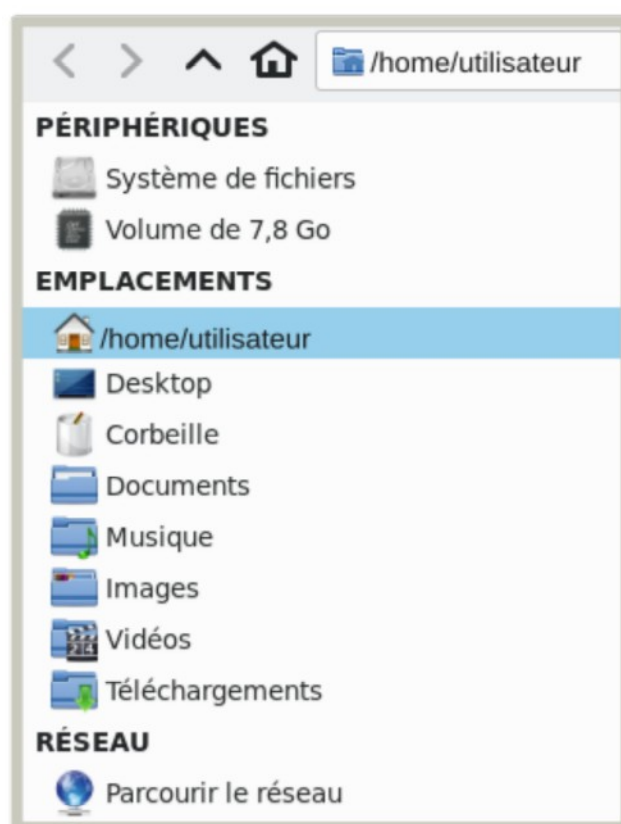 /home/utilisateur
PÉRIPHÉRIQUES
Système de fichiers
Volume de 7,8 Go
EMPLACEMENTS
/home/utilisateur
Desktop
Corbeille
Documents
Musique
Images
Vidéos
Téléchargements
RÉSEAU
Parcourir le réseau